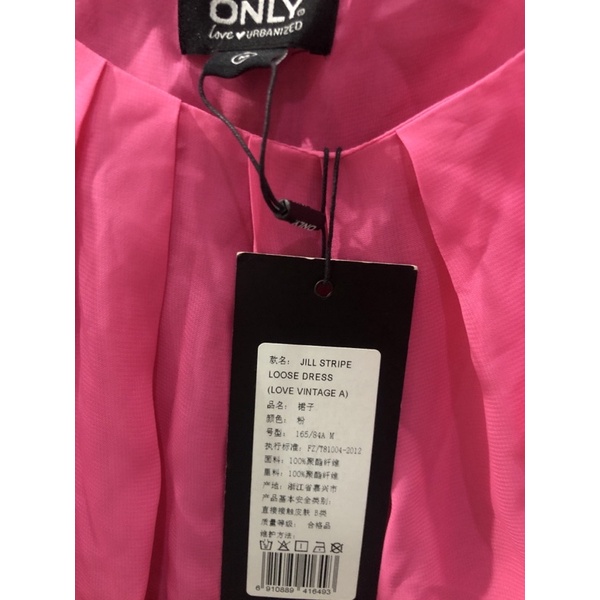 ONLY
Love ♥ URBANIZED
M
ONLY
款名： JILL STRIPE
LOOSE DRESS
(LOVE VINTAGE A)
品名： 裙子
颜色： 粉
号型： 165/84A M
执行标准：FZ/T81004-2012
面料：100%聚酯纤维
里料：100%聚酯纤维
产地：浙江省嘉兴市
产品基本安全类别：
直接接触皮肤 B类
质量等级： 合格品
维护方法：
6 910889 416493